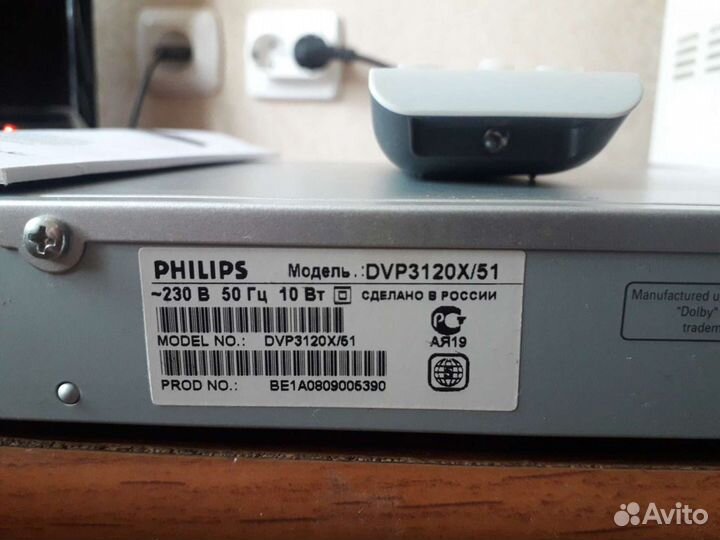 PHILIPS Модель.:DVP3120X/51
~230 В 50 Гц 10 Вт СДЕЛАНО В РОССИИ
MODEL NO.: DVP3120X/51
РСТ
АЯ19
PROD NO.: BE1A0809005390
S
Manufactured u
"Dolby"
tradem
Avito